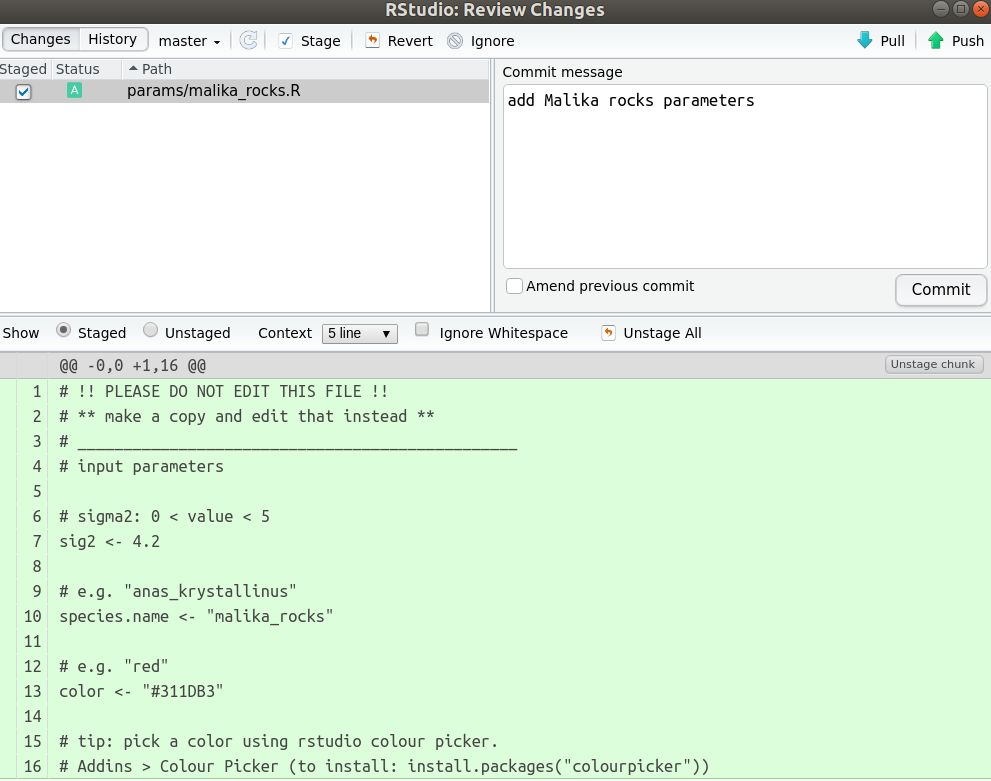 RStudio: Review Changes
Changes History master Stage Revert Ignore Pull Push
Staged Status Path
A params/malika_rocks.R
Commit message
add Malika rocks parameters
Amend previous commit
Commit
Show Staged Unstaged Context 5 line Ignore Whitespace Unstage All
@@ -0,0 +1,16 @@ Unstage chunk
1 # !! PLEASE DO NOT EDIT THIS FILE !!
2 # ** make a copy and edit that instead **
3 # ________________________________________________
4 # input parameters
5
6 # sigma2: 0 < value < 5
7 sig2 <- 4.2
8
9 # e.g. "anas_krystallinus"
10 species.name <- "malika_rocks"
11
12 # e.g. "red"
13 color <- "#311DB3"
14
15 # tip: pick a color using rstudio colour picker.
16 # Addins > Colour Picker (to install: install.packages("colourpicker"))